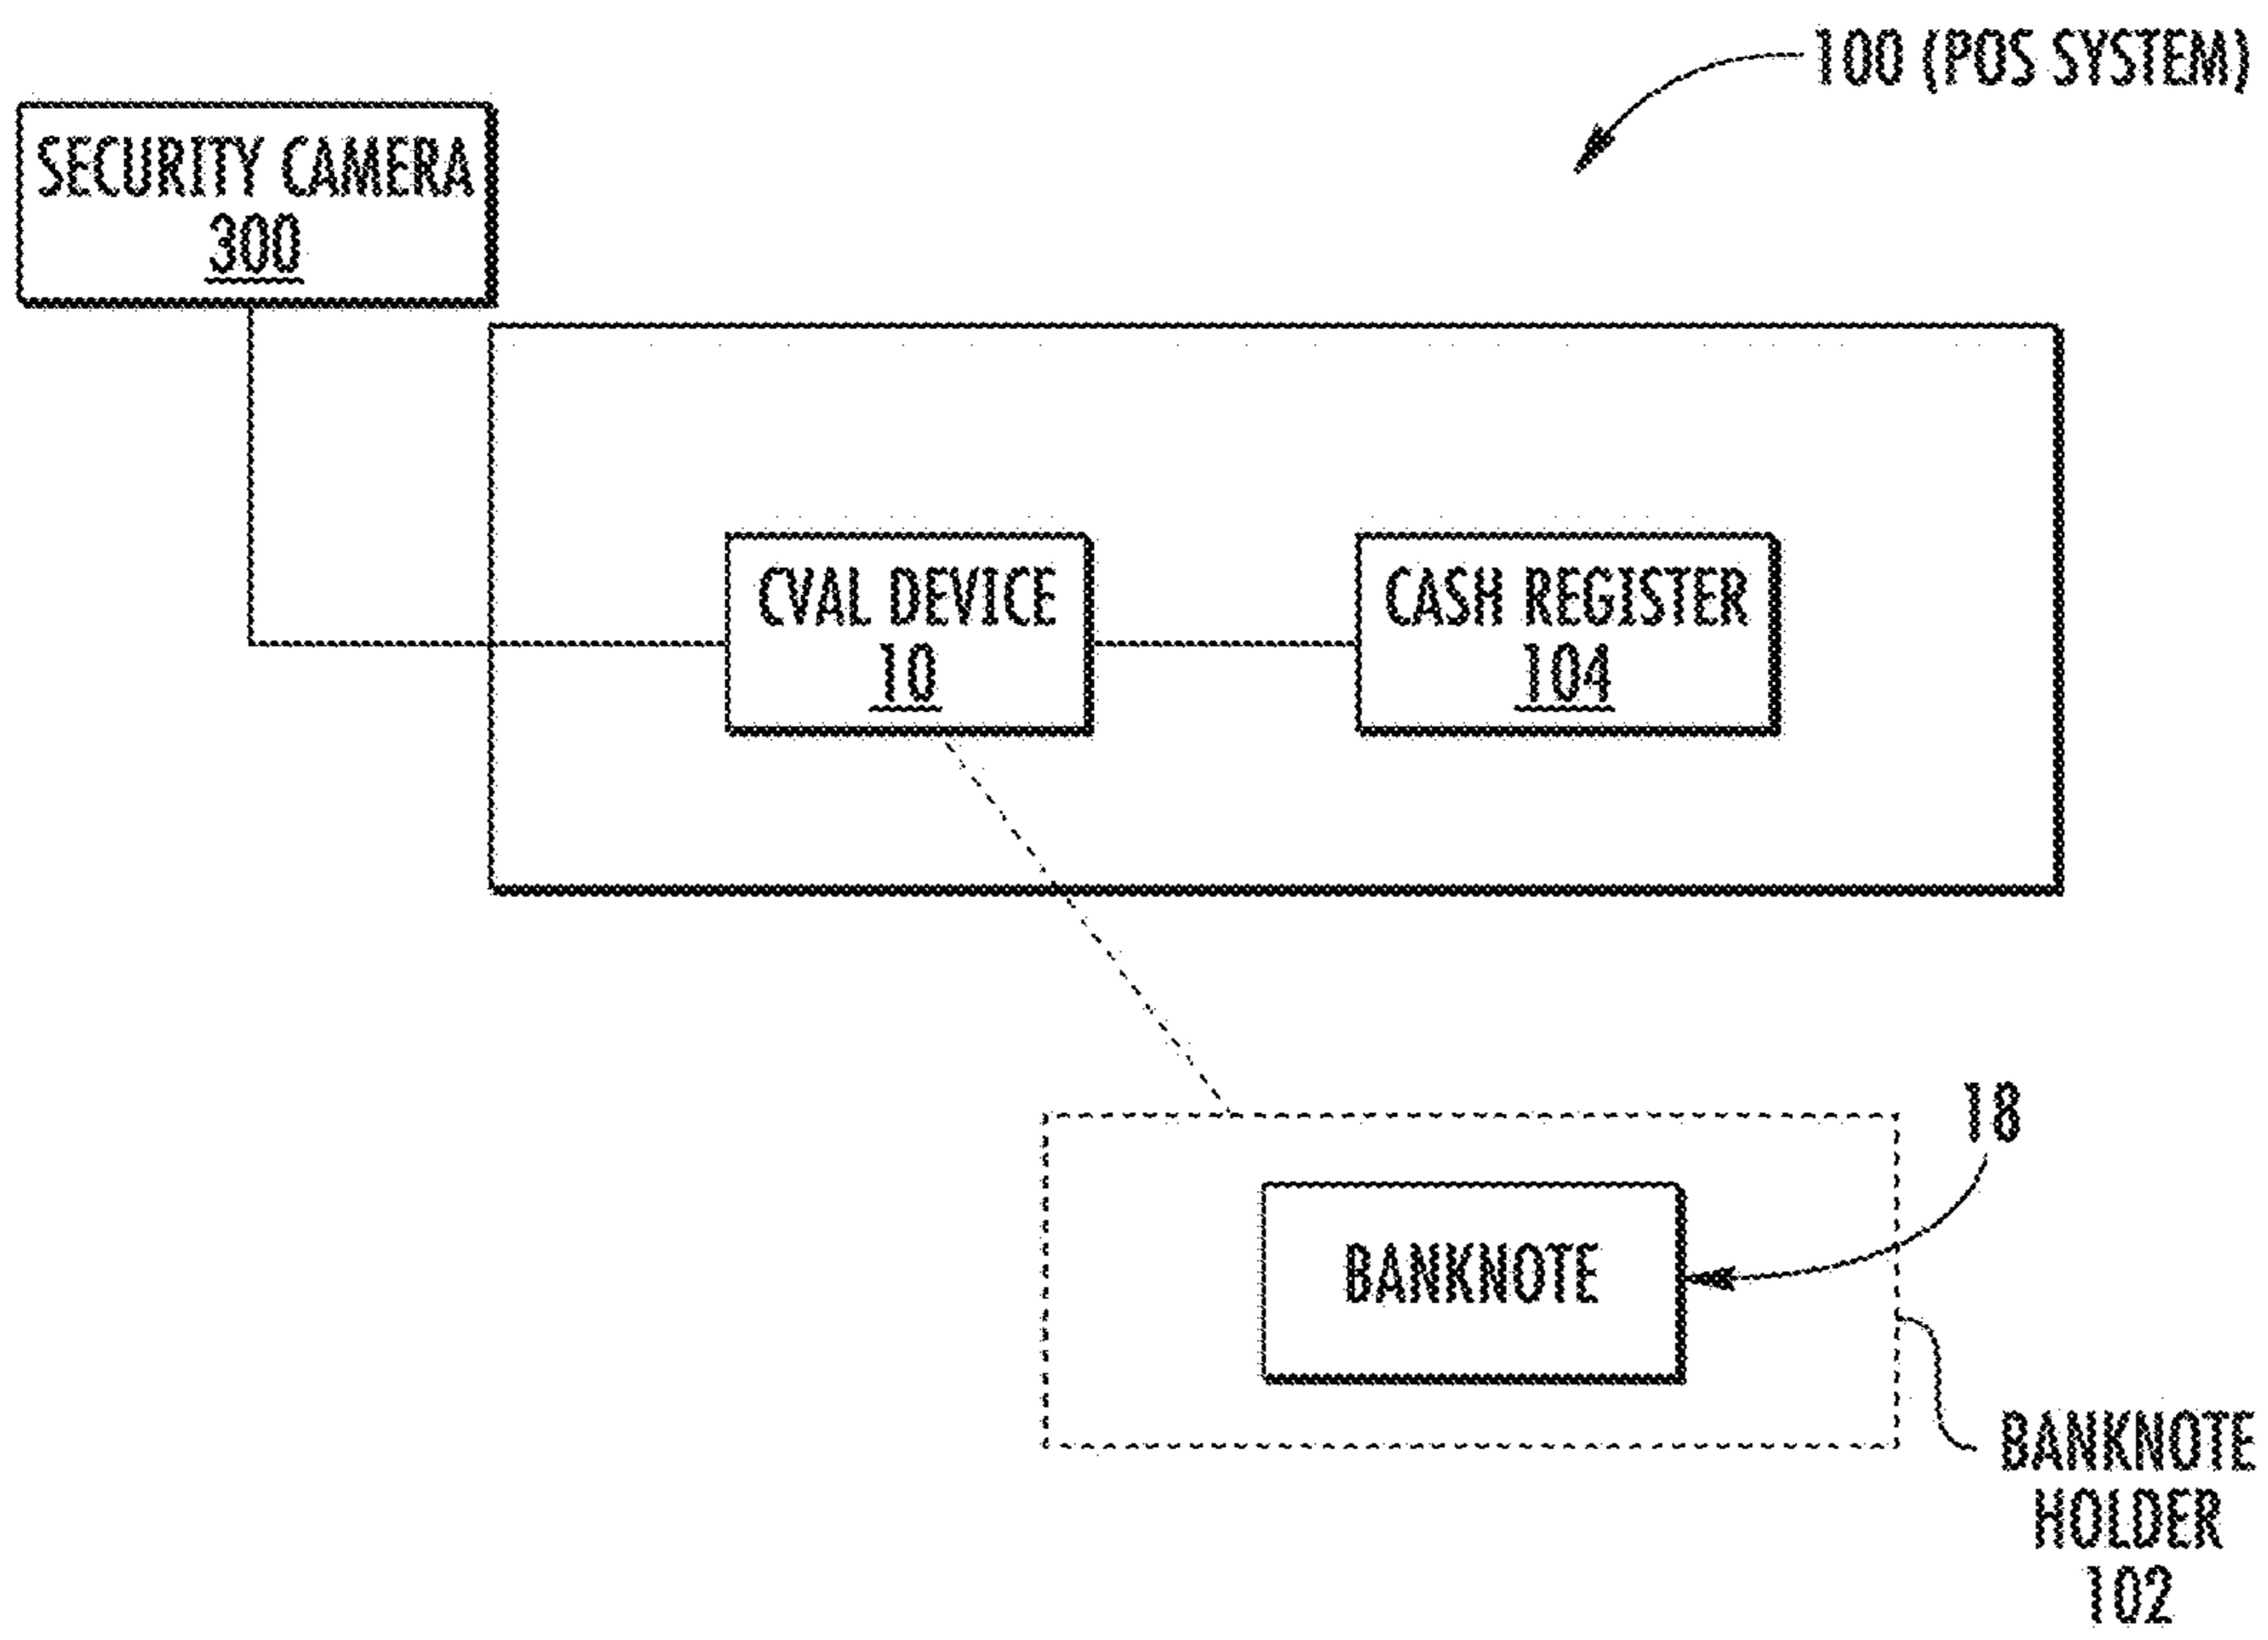 100 (POS SYSTEM)
SECURITY CAMERA
300
CVAL DEVICE
10
CASH REGISTER
104
18
BANKNOTE
BANKNOTE
HOLDER
102